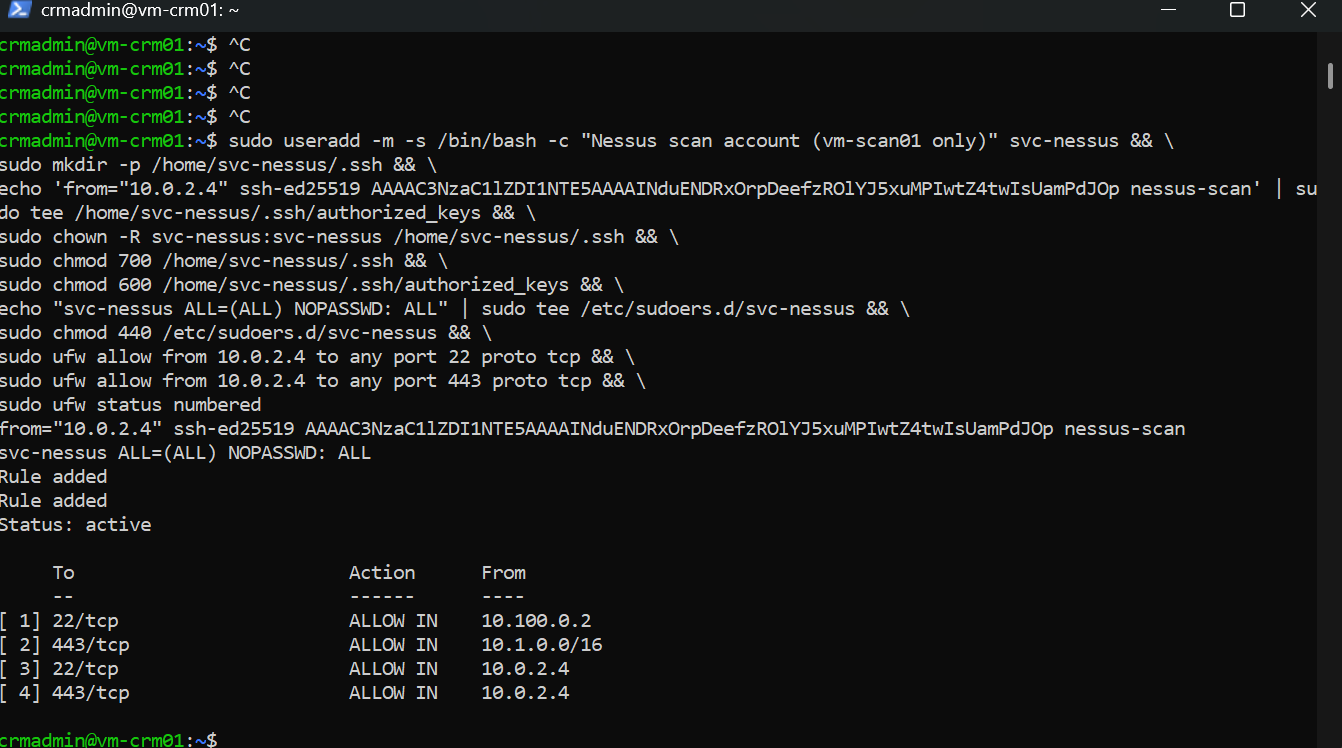 crmadmin@vm-crm01: ~
crmadmin@vm-crm01:~$ ^C
crmadmin@vm-crm01:~$ ^C
crmadmin@vm-crm01:~$ ^C
crmadmin@vm-crm01:~$ ^C
crmadmin@vm-crm01:~$ sudo useradd -m -s /bin/bash -c "Nessus scan account (vm-scan01 only)" svc-nessus && \
sudo mkdir -p /home/svc-nessus/.ssh && \
echo 'from="10.0.2.4" ssh-ed25519 AAAAC3NzaC1lZDI1NTE5AAAAINduENDRxOrpDeefzROlYJ5xuMPIwtZ4twIsUamPdJOp nessus-scan' | su
do tee /home/svc-nessus/.ssh/authorized_keys && \
sudo chown -R svc-nessus:svc-nessus /home/svc-nessus/.ssh && \
sudo chmod 700 /home/svc-nessus/.ssh && \
sudo chmod 600 /home/svc-nessus/.ssh/authorized_keys && \
echo "svc-nessus ALL=(ALL) NOPASSWD: ALL" | sudo tee /etc/sudoers.d/svc-nessus && \
sudo chmod 440 /etc/sudoers.d/svc-nessus && \
sudo ufw allow from 10.0.2.4 to any port 22 proto tcp && \
sudo ufw allow from 10.0.2.4 to any port 443 proto tcp && \
sudo ufw status numbered
from="10.0.2.4" ssh-ed25519 AAAAC3NzaC1lZDI1NTE5AAAAINduENDRxOrpDeefzROlYJ5xuMPIwtZ4twIsUamPdJOp nessus-scan
svc-nessus ALL=(ALL) NOPASSWD: ALL
Rule added
Rule added
Status: active
To Action From
-- ------ ----
[ 1] 22/tcp ALLOW IN 10.100.0.2
[ 2] 443/tcp ALLOW IN 10.1.0.0/16
[ 3] 22/tcp ALLOW IN 10.0.2.4
[ 4] 443/tcp ALLOW IN 10.0.2.4
crmadmin@vm-crm01:~$